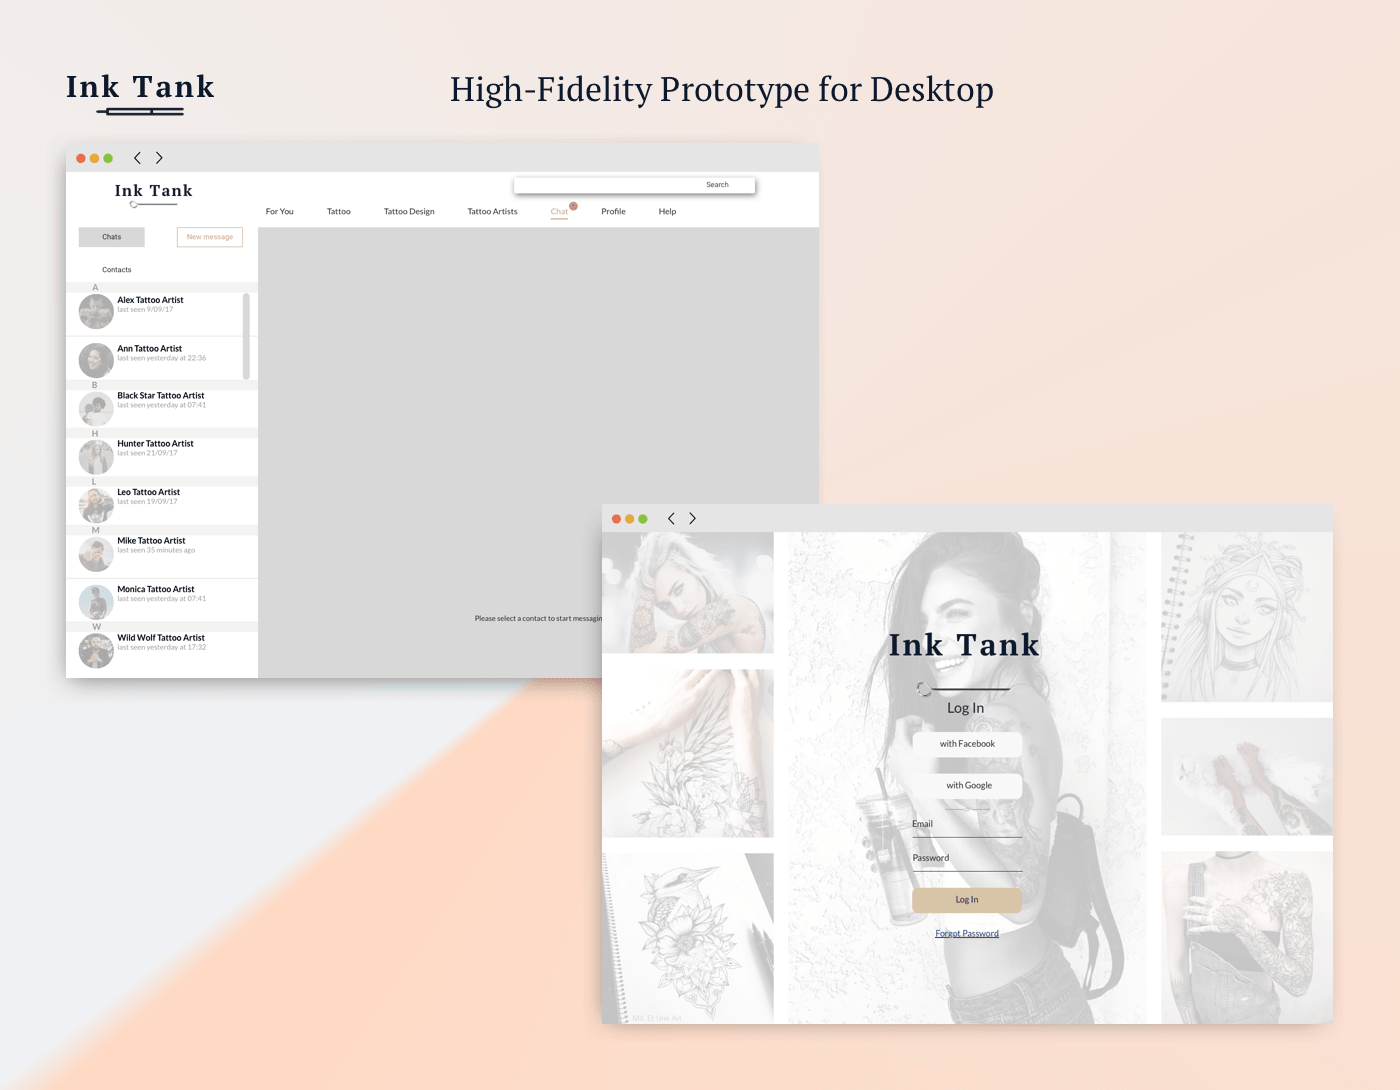 Ink Tank
High-Fidelity Prototype for Desktop
Ink Tank
Search
For You
Tattoo
Tattoo Design
Tattoo Artists
Chat
Profile
Help
Chats
New message
Contacts
A
Alex Tattoo Artist
last seen 9/09/17
Ann Tattoo Artist
last seen yesterday at 22:36
B
Black Star Tattoo Artist
last seen yesterday at 07:41
H
Hunter Tattoo Artist
last seen 21/09/17
L
Leo Tattoo Artist
last seen 19/09/17
M
Mike Tattoo Artist
last seen 35 minutes ago
Monica Tattoo Artist
last seen yesterday at 07:41
W
Wild Wolf Tattoo Artist
last seen yesterday at 17:32
Please select a contact to start messagin
Ink Tank
Log In
with Facebook
with Google
Email
Password
Log In
Forgot Password